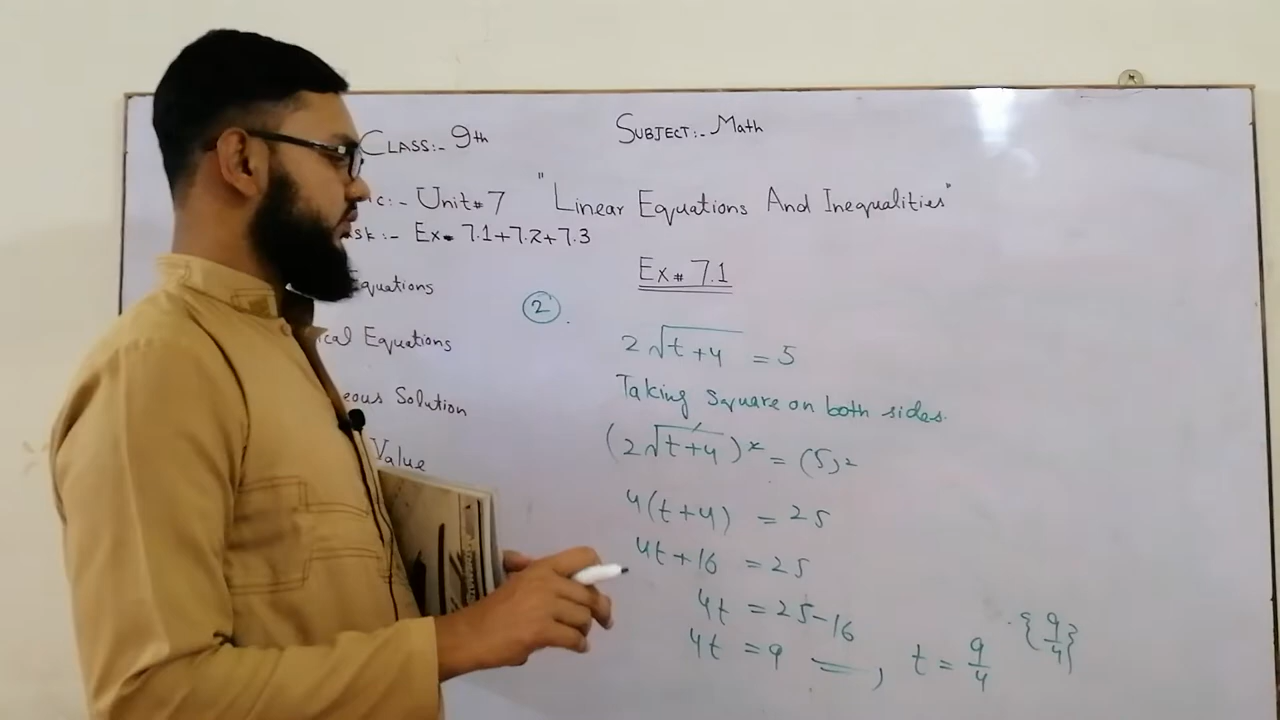 CLASS:- 9th
SUBJECT:- Math
c:- Unit#7 "Linear Equations And Inequalities"
sk:- Ex- 7.1+7.2+7.3
Ex# 7.1
Equations
2
ical Equations
2√t+4 = 5
eous Solution
Taking Square on both sides.
Value
(2√t+4)² = (5)²
4(t+4) = 25
4t+16 = 25
4t = 25-16
4t = 9 , t = 9/4 {9/4}